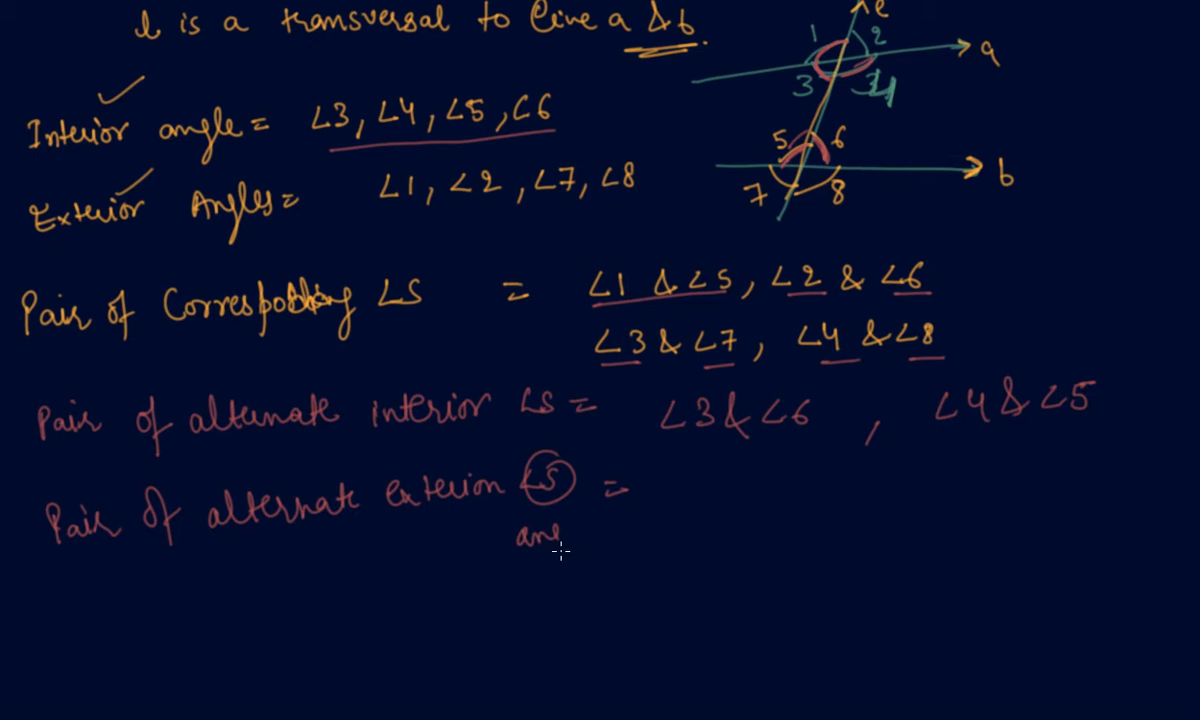 l is a transversal to line a & b.
Interior angle = ∠3, ∠4, ∠5, ∠6
Exterior Angles = ∠1, ∠2, ∠7, ∠8
Pair of Corresponding ∠S = ∠1 & ∠5, ∠2 & ∠6
∠3 & ∠7, ∠4 & ∠8
Pair of alternate interior ∠S = ∠3 & ∠6 , ∠4 & ∠5
Pair of alternate exterior ∠S =
ane
l
1 2 a
3 4
5 6
b
7 8